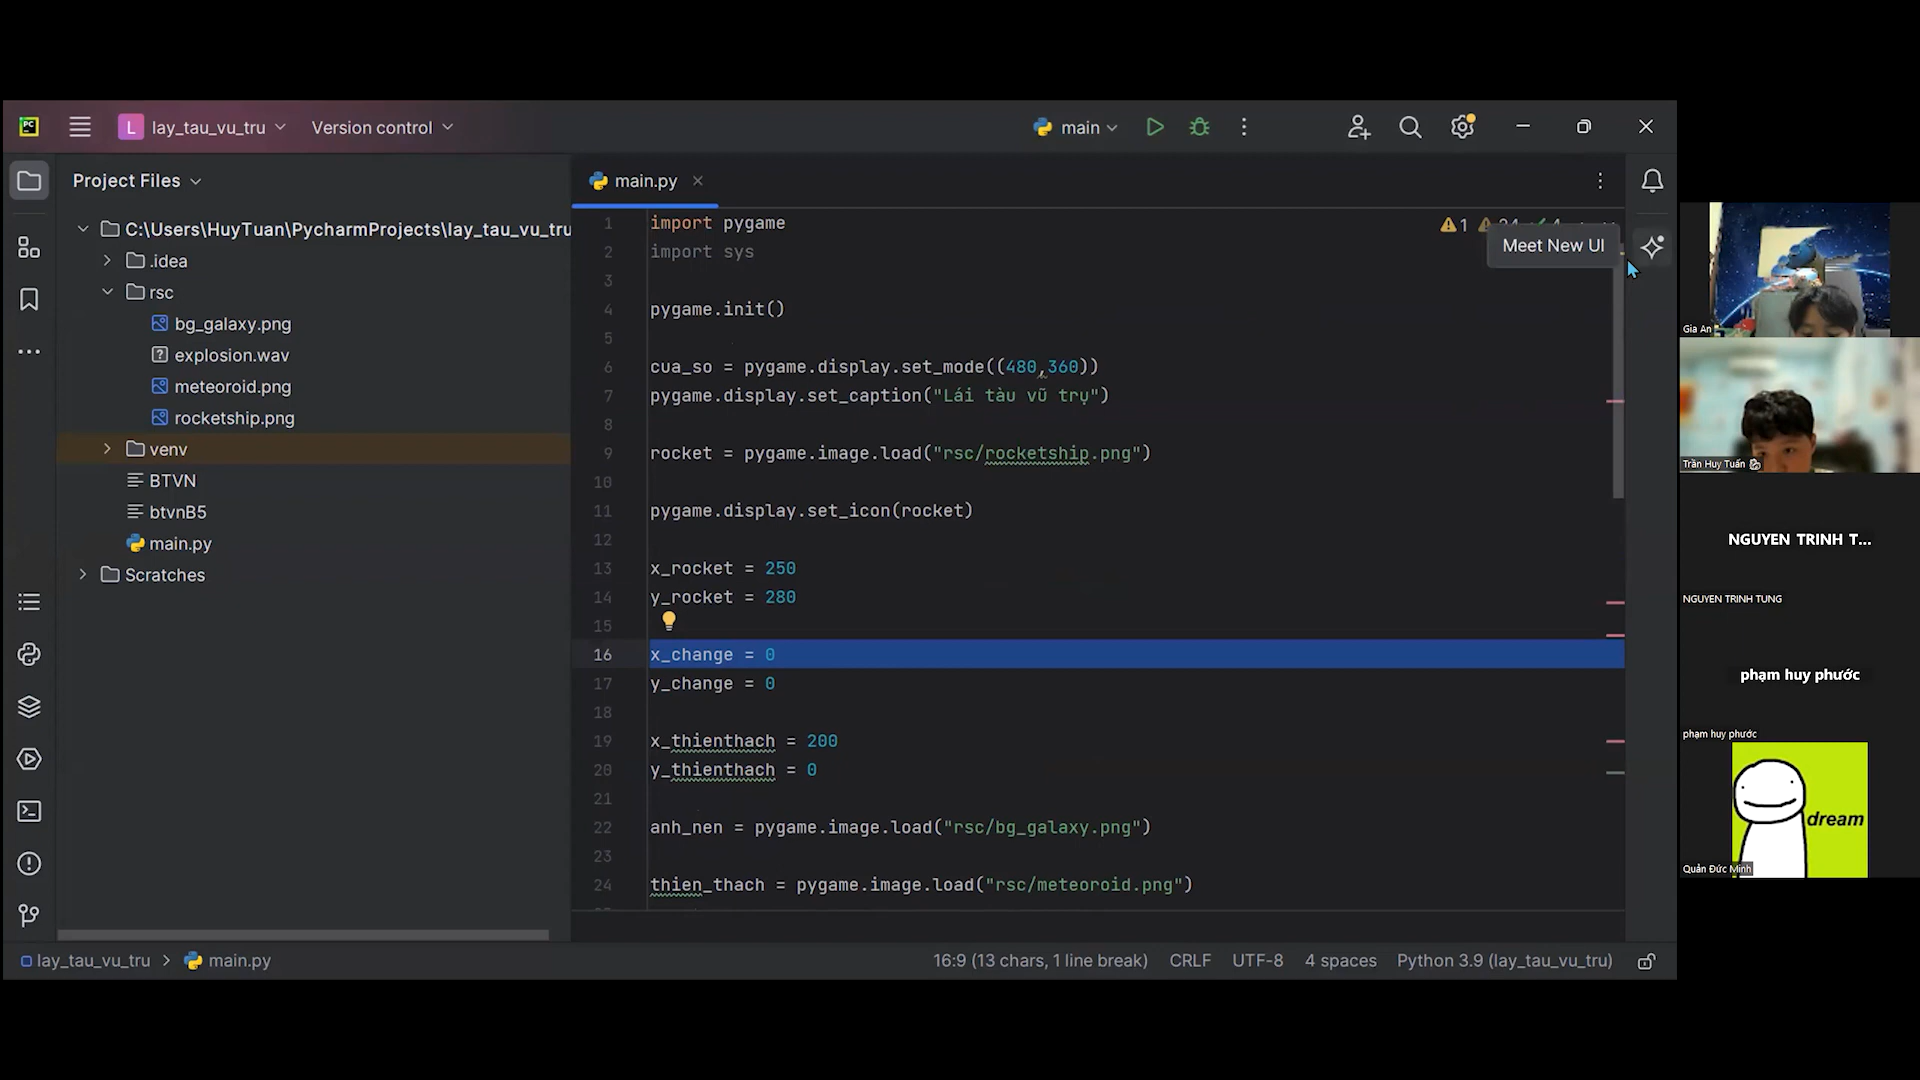 PC
L lay_tau_vu_tru
Version control
main
Project Files
main.py
C:\Users\HuyTuan\PycharmProjects\lay_tau_vu_tru
.idea
rsc
bg_galaxy.png
explosion.wav
meteoroid.png
rocketship.png
venv
BTVN
btvnB5
main.py
Scratches
1 import pygame
2 import sys
3
4 pygame.init()
5
6 cua_so = pygame.display.set_mode((480,360))
7 pygame.display.set_caption("Lái tàu vũ trụ")
8
9 rocket = pygame.image.load("rsc/rocketship.png")
10
11 pygame.display.set_icon(rocket)
12
13 x_rocket = 250
14 y_rocket = 280
15
16 x_change = 0
17 y_change = 0
18
19 x_thienthach = 200
20 y_thienthach = 0
21
22 anh_nen = pygame.image.load("rsc/bg_galaxy.png")
23
24 thien_thach = pygame.image.load("rsc/meteoroid.png")
1
Meet New UI
lay_tau_vu_tru > main.py
16:9 (13 chars, 1 line break)
CRLF
UTF-8
4 spaces
Python 3.9 (lay_tau_vu_tru)
Gia An
Trần Huy Tuấn
NGUYEN TRINH T...
NGUYEN TRINH TUNG
phạm huy phước
phạm huy phước
dream
Quản Đức Minh